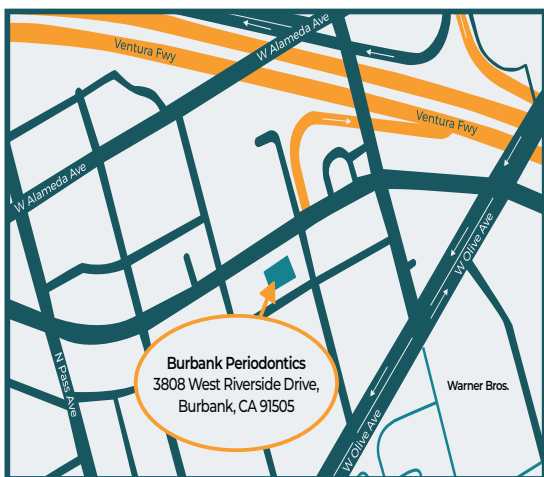 W Alameda Ave
Ventura Fwy
Ventura Fwy
W Alameda Ave
W Olive Ave
Burbank Periodontics
3808 West Riverside Drive,
Burbank, CA 91505
N Pass Ave
Warner Bros.
W Olive Ave